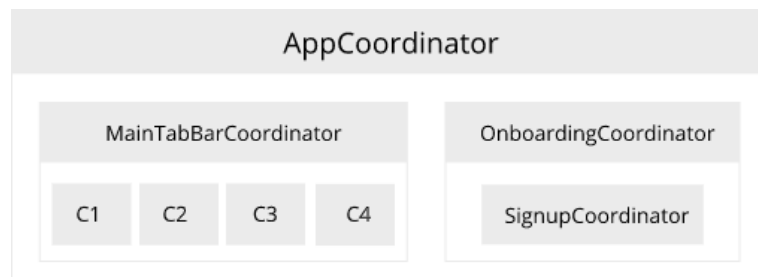 AppCoordinator
MainTabBarCoordinator
OnboardingCoordinator
C1 C2 C3 C4
SignupCoordinator